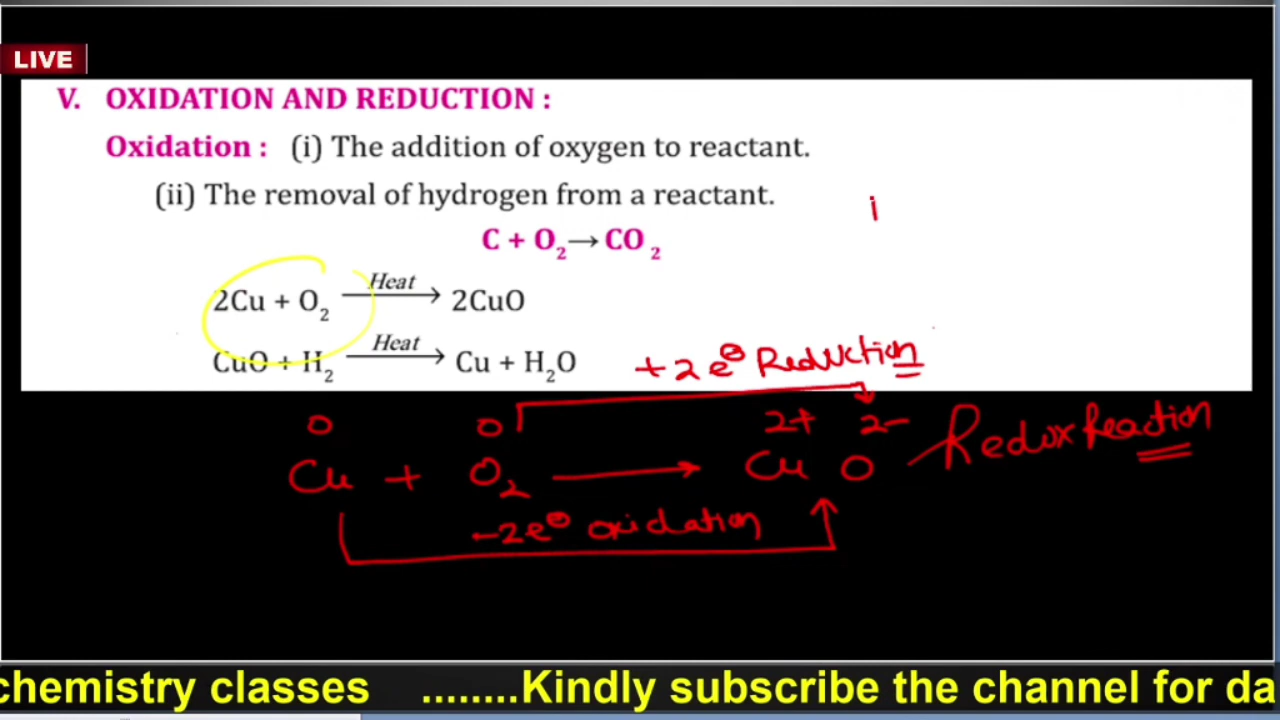 LIVE
V. OXIDATION AND REDUCTION :
Oxidation : (i) The addition of oxygen to reactant.
(ii) The removal of hydrogen from a reactant.
i
C + O₂ → CO₂
2Cu + O₂ —Heat→ 2CuO
CuO + H₂ —Heat→ Cu + H₂O
+2e⊖ Reduction
0 0 2+ 2-
Cu + O₂ → Cu O Redox Reaction
-2e⊖ oxidation
chemistry classes ........Kindly subscribe the channel for da